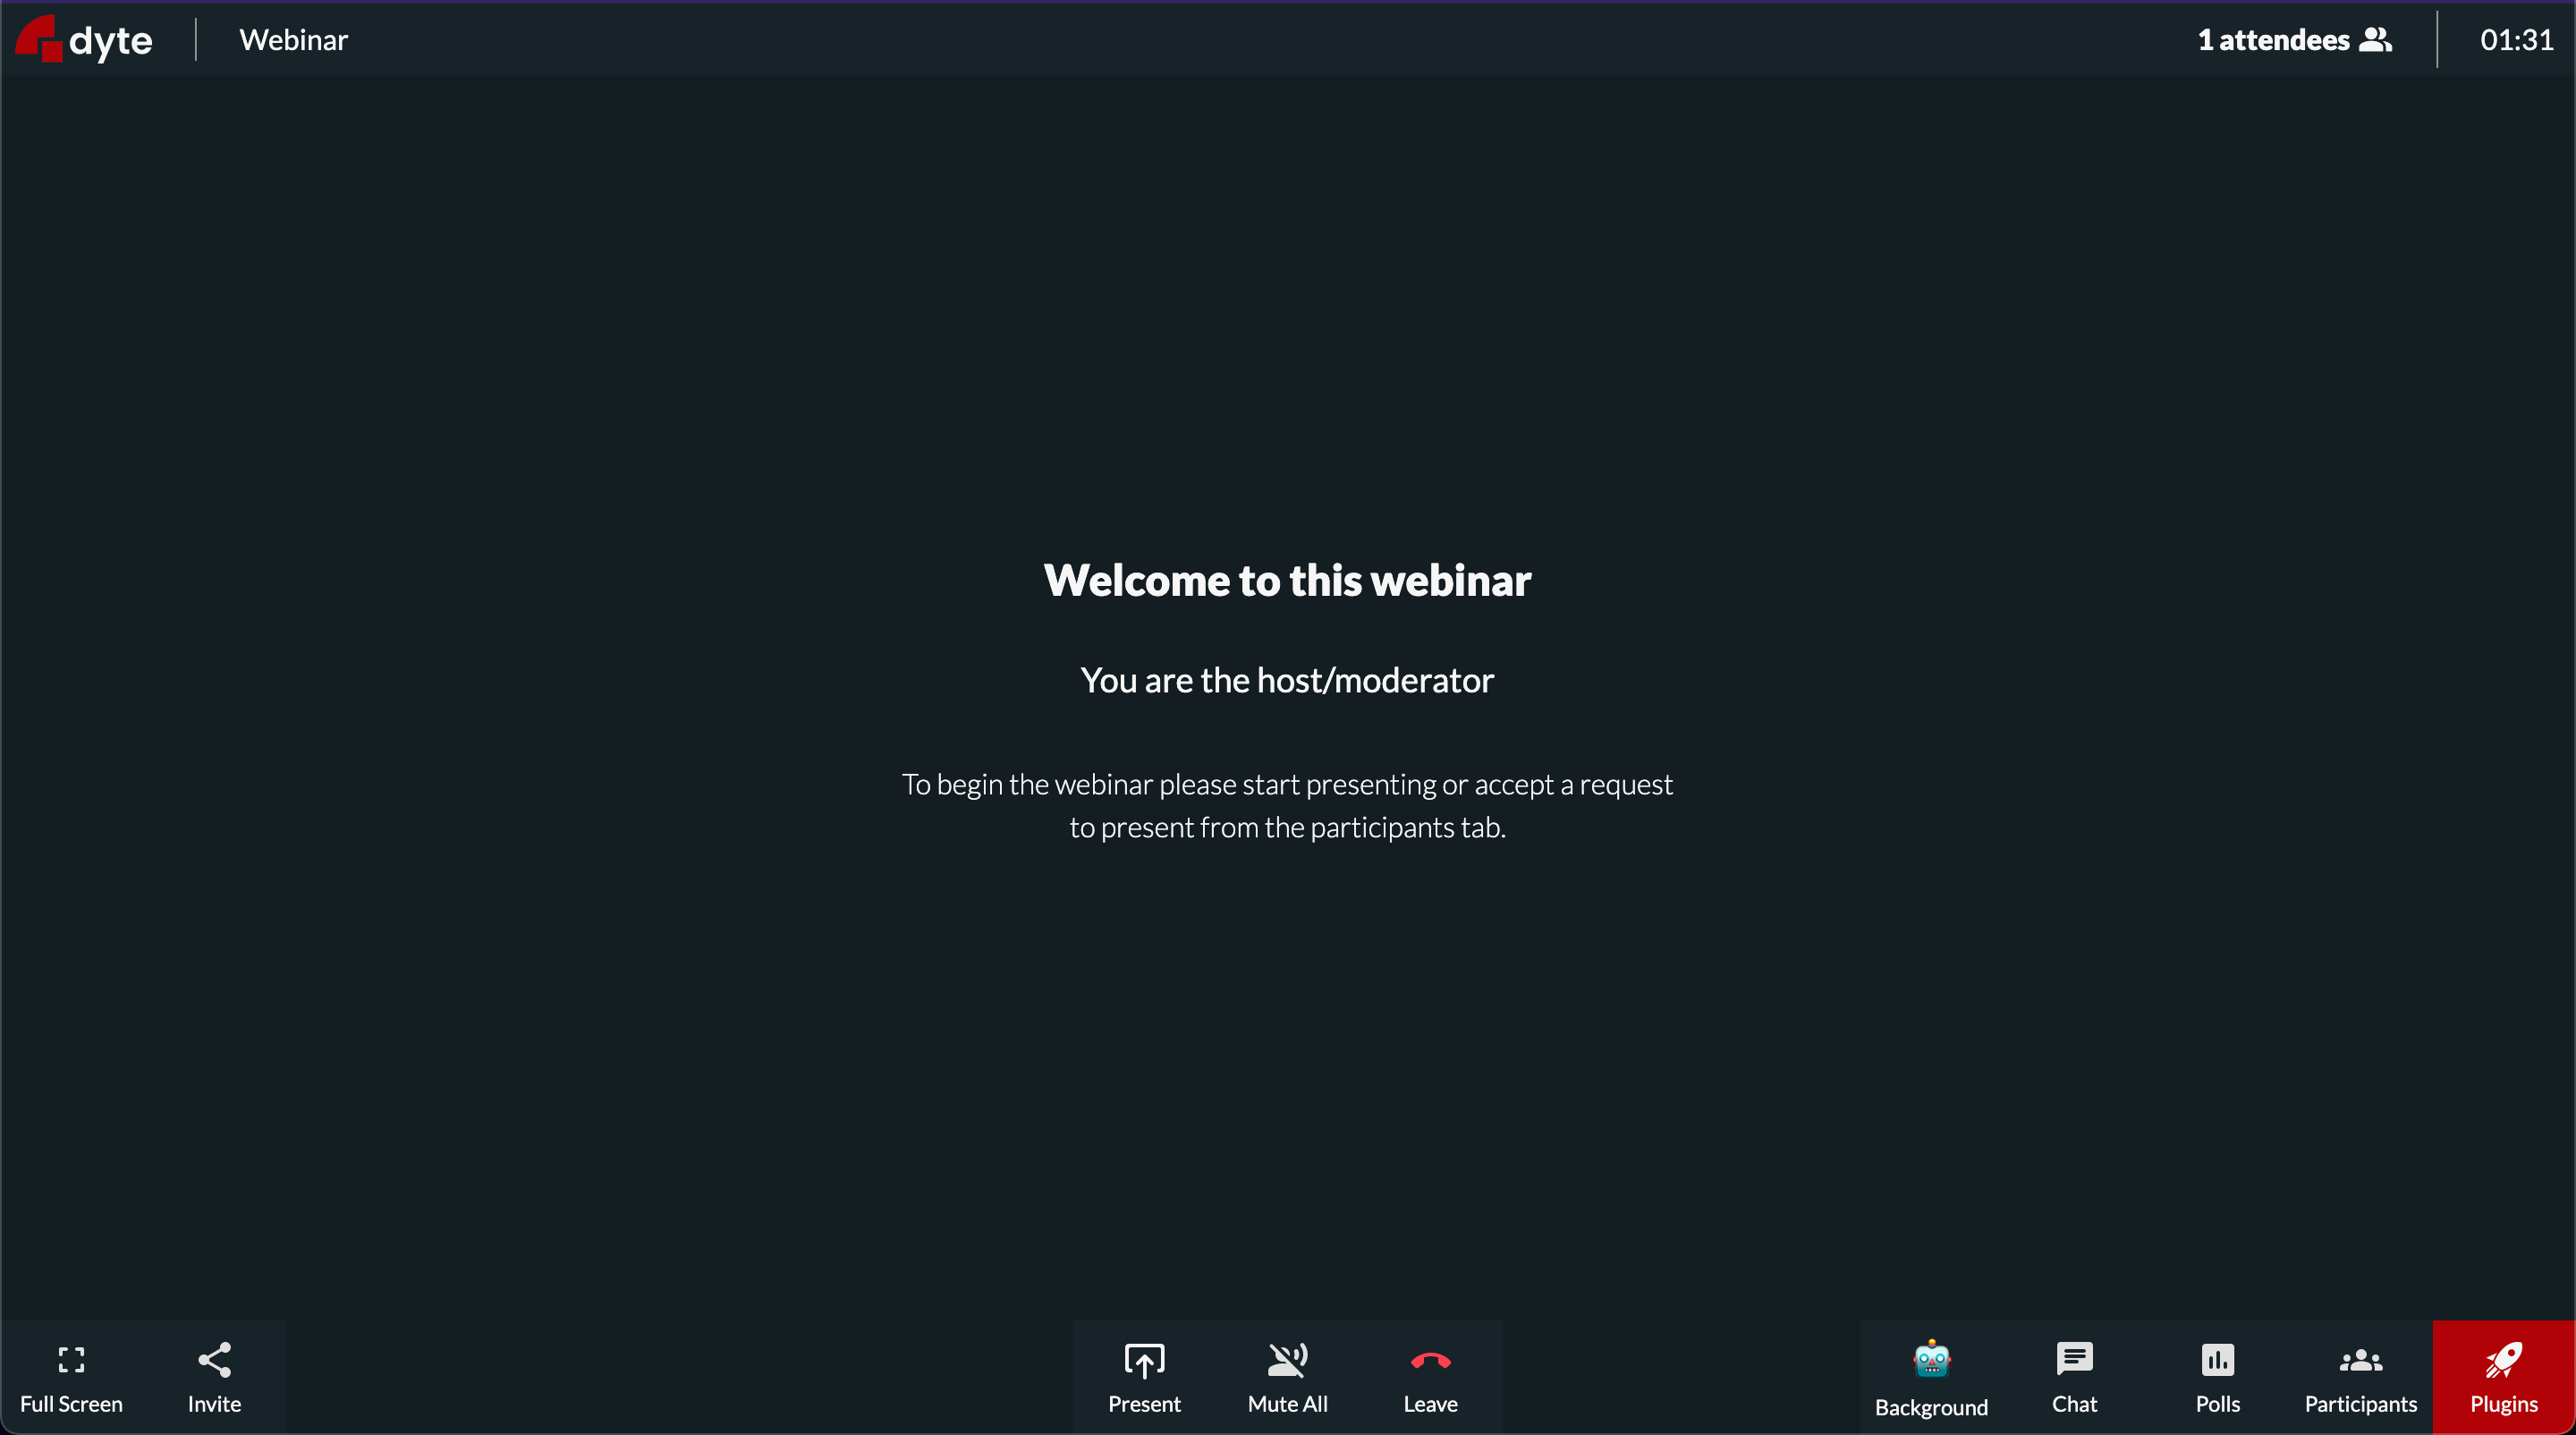 dyte
Webinar
1 attendees
01:31
Welcome to this webinar
You are the host/moderator
To begin the webinar please start presenting or accept a request
to present from the participants tab.
Full Screen
Invite
Present
Mute All
Leave
Background
Chat
Polls
Participants
Plugins